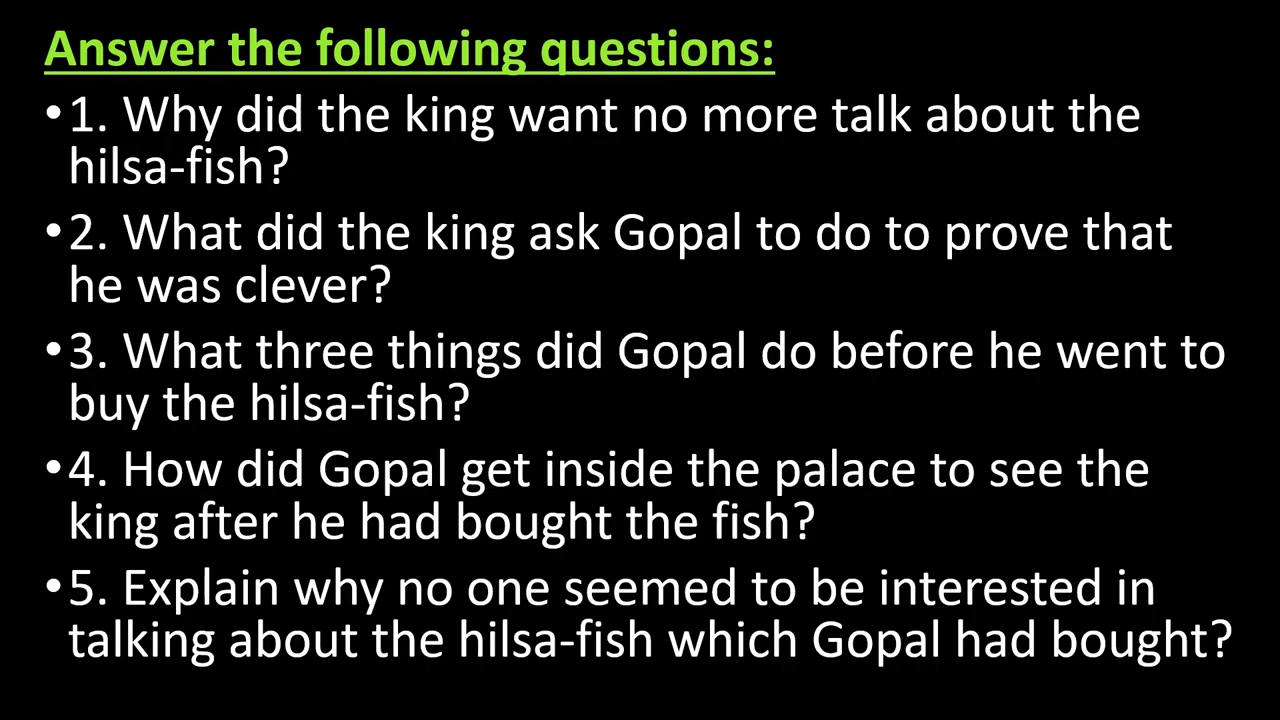 Answer the following questions:
•1. Why did the king want no more talk about the
hilsa-fish?
•2. What did the king ask Gopal to do to prove that
he was clever?
•3. What three things did Gopal do before he went to
buy the hilsa-fish?
•4. How did Gopal get inside the palace to see the
king after he had bought the fish?
•5. Explain why no one seemed to be interested in
talking about the hilsa-fish which Gopal had bought?